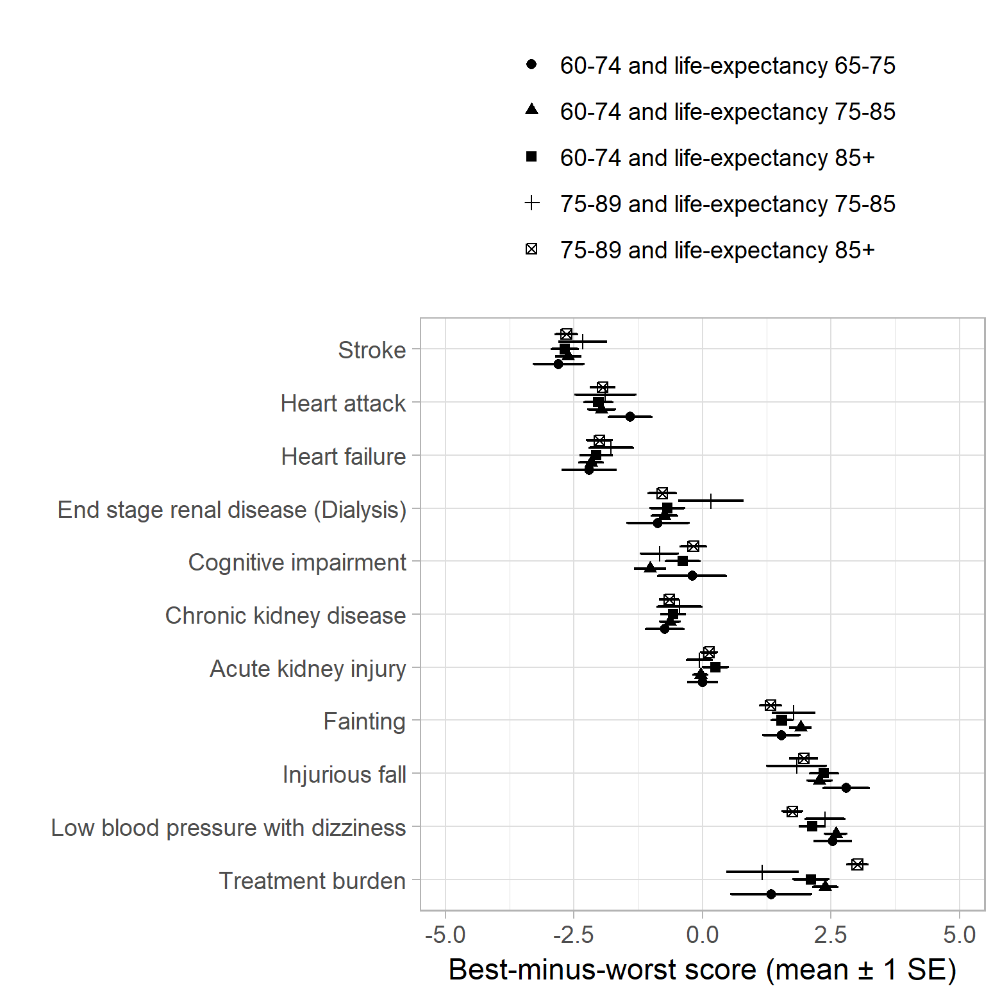 60-74 and life-expectancy 65-75
60-74 and life-expectancy 75-85
60-74 and life-expectancy 85+
75-89 and life-expectancy 75-85
75-89 and life-expectancy 85+
Stroke
Heart attack
Heart failure
End stage renal disease (Dialysis)
Cognitive impairment
Chronic kidney disease
Acute kidney injury
Fainting
Injurious fall
Low blood pressure with dizziness
Treatment burden
-5.0 -2.5 0.0 2.5 5.0
Best-minus-worst score (mean ± 1 SE)